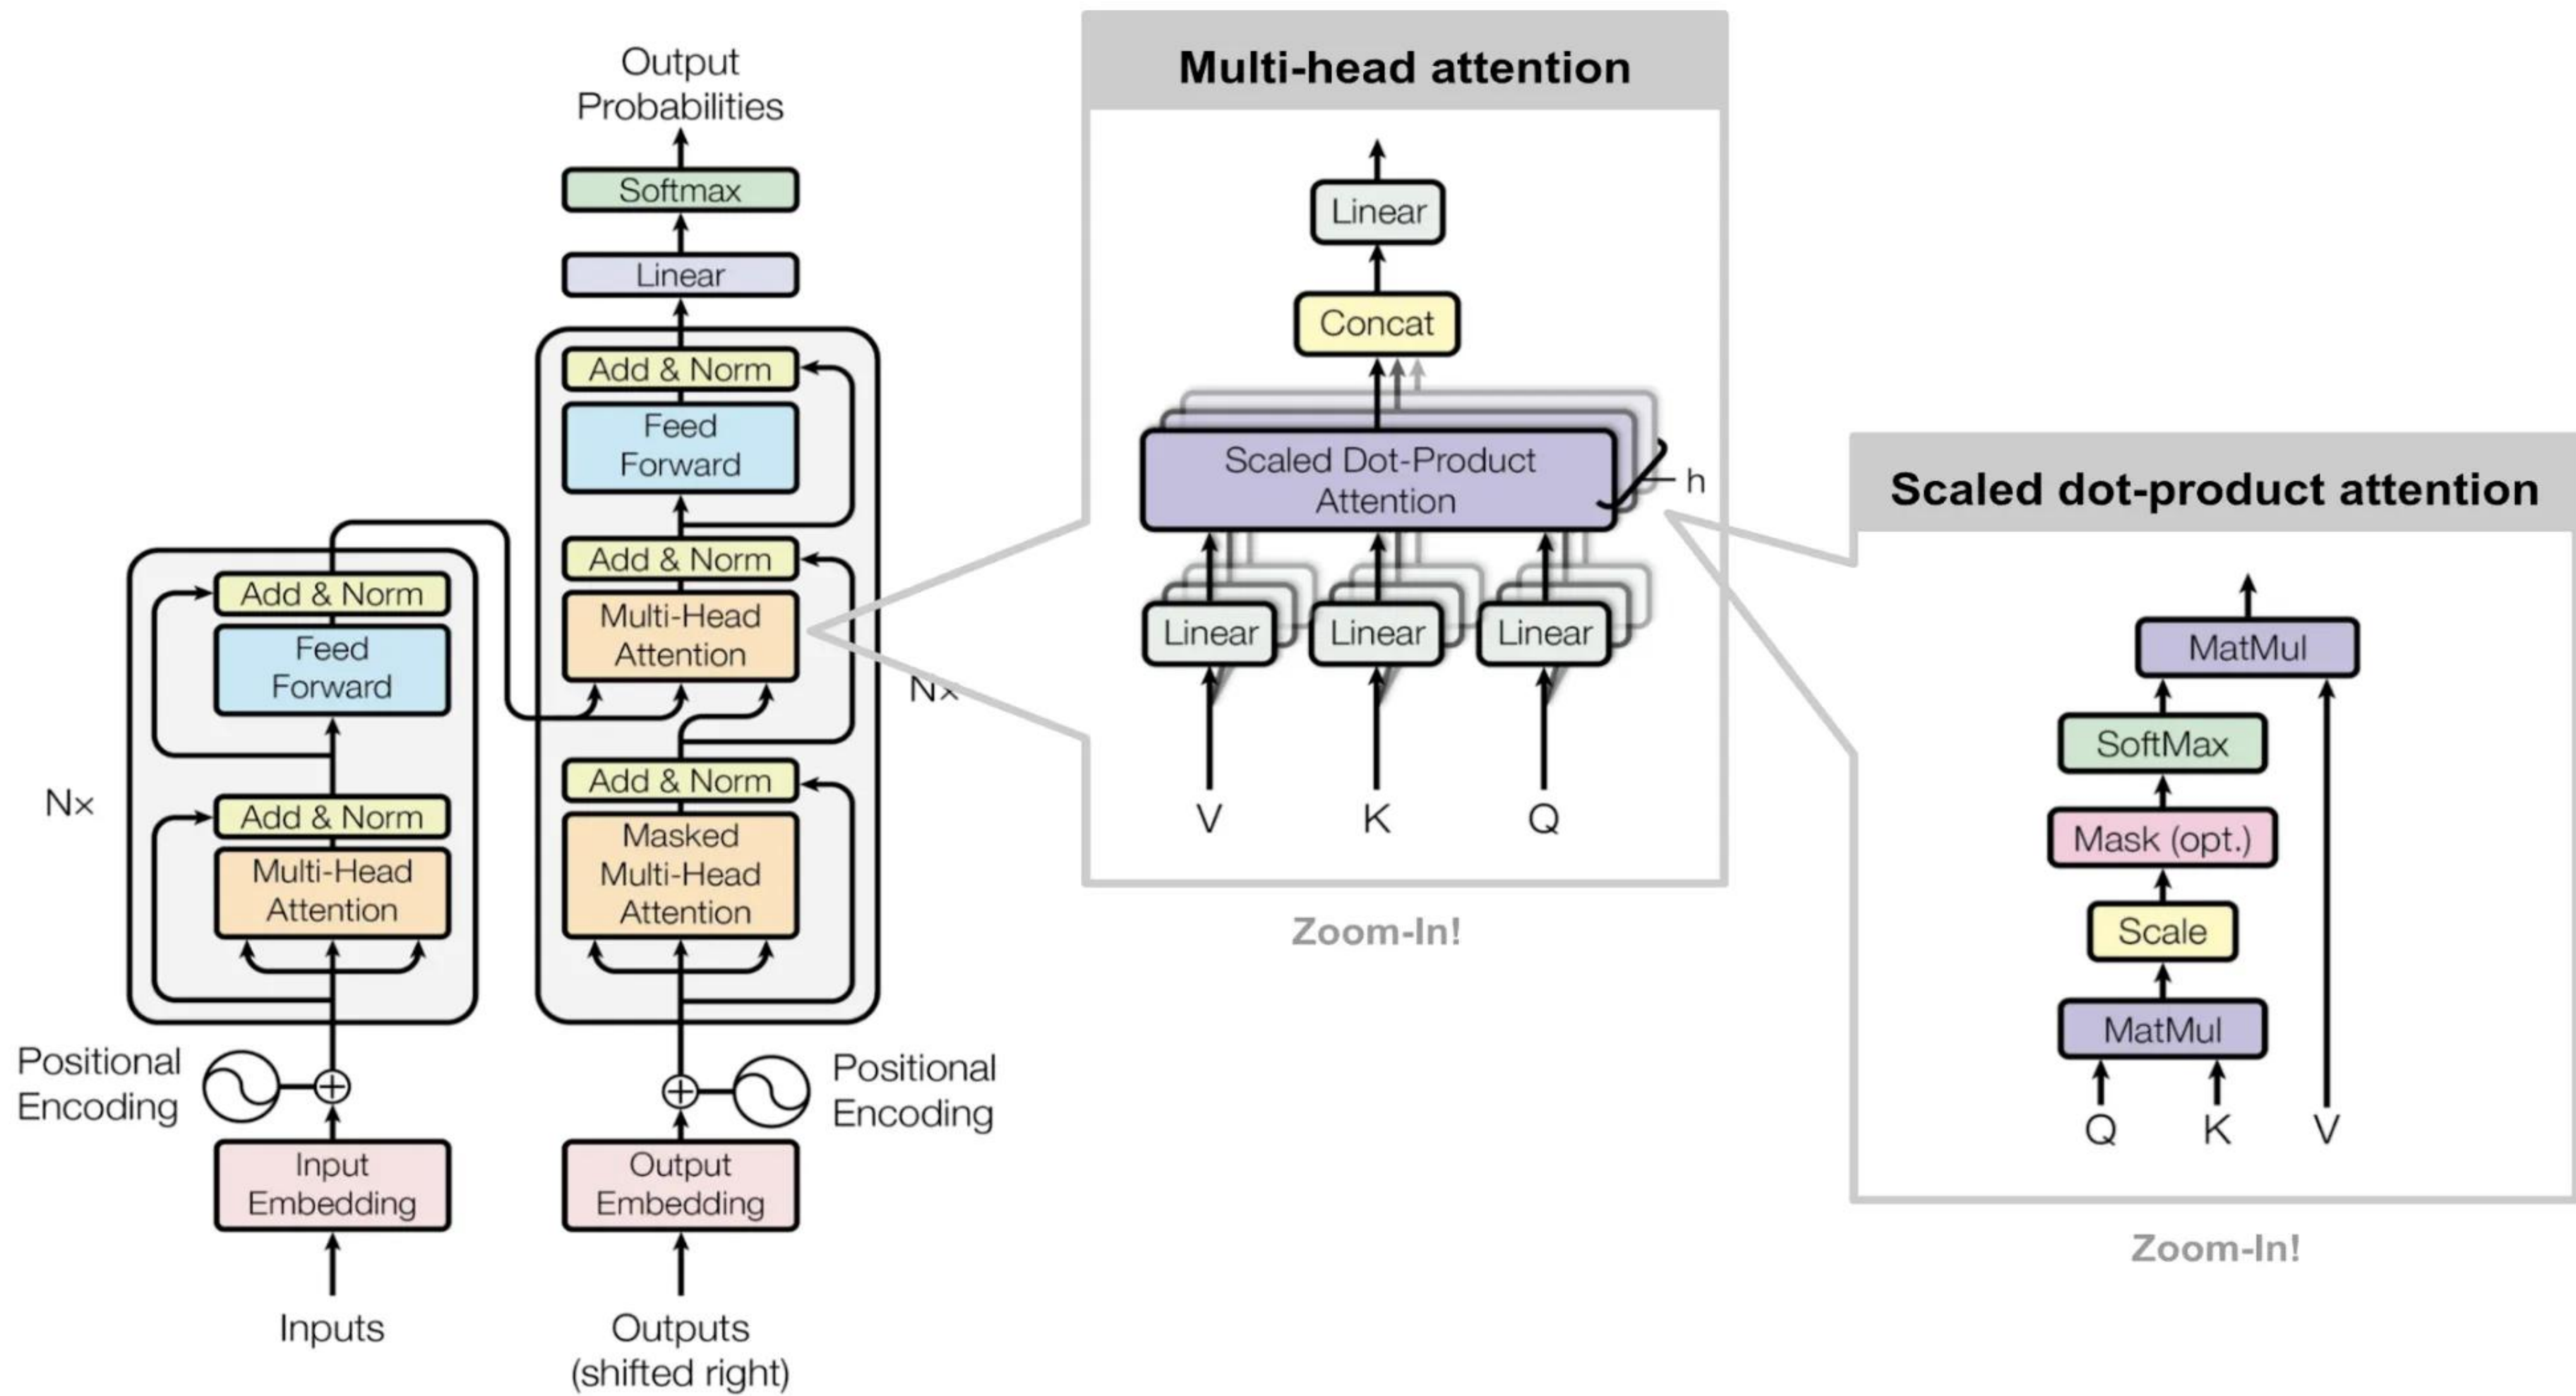 Output
Probabilities
Softmax
Linear
Add & Norm
Feed
Forward
Add & Norm
Multi-Head
Attention
Nx
Add & Norm
Masked
Multi-Head
Attention
Add & Norm
Feed
Forward
Nx
Add & Norm
Multi-Head
Attention
Positional
Encoding
Positional
Encoding
Input
Embedding
Output
Embedding
Inputs
Outputs
(shifted right)
Multi-head attention
Linear
Concat
Scaled Dot-Product
Attention
h
Linear
Linear
Linear
V
K
Q
Zoom-In!
Scaled dot-product attention
MatMul
SoftMax
Mask (opt.)
Scale
MatMul
Q
K
V
Zoom-In!